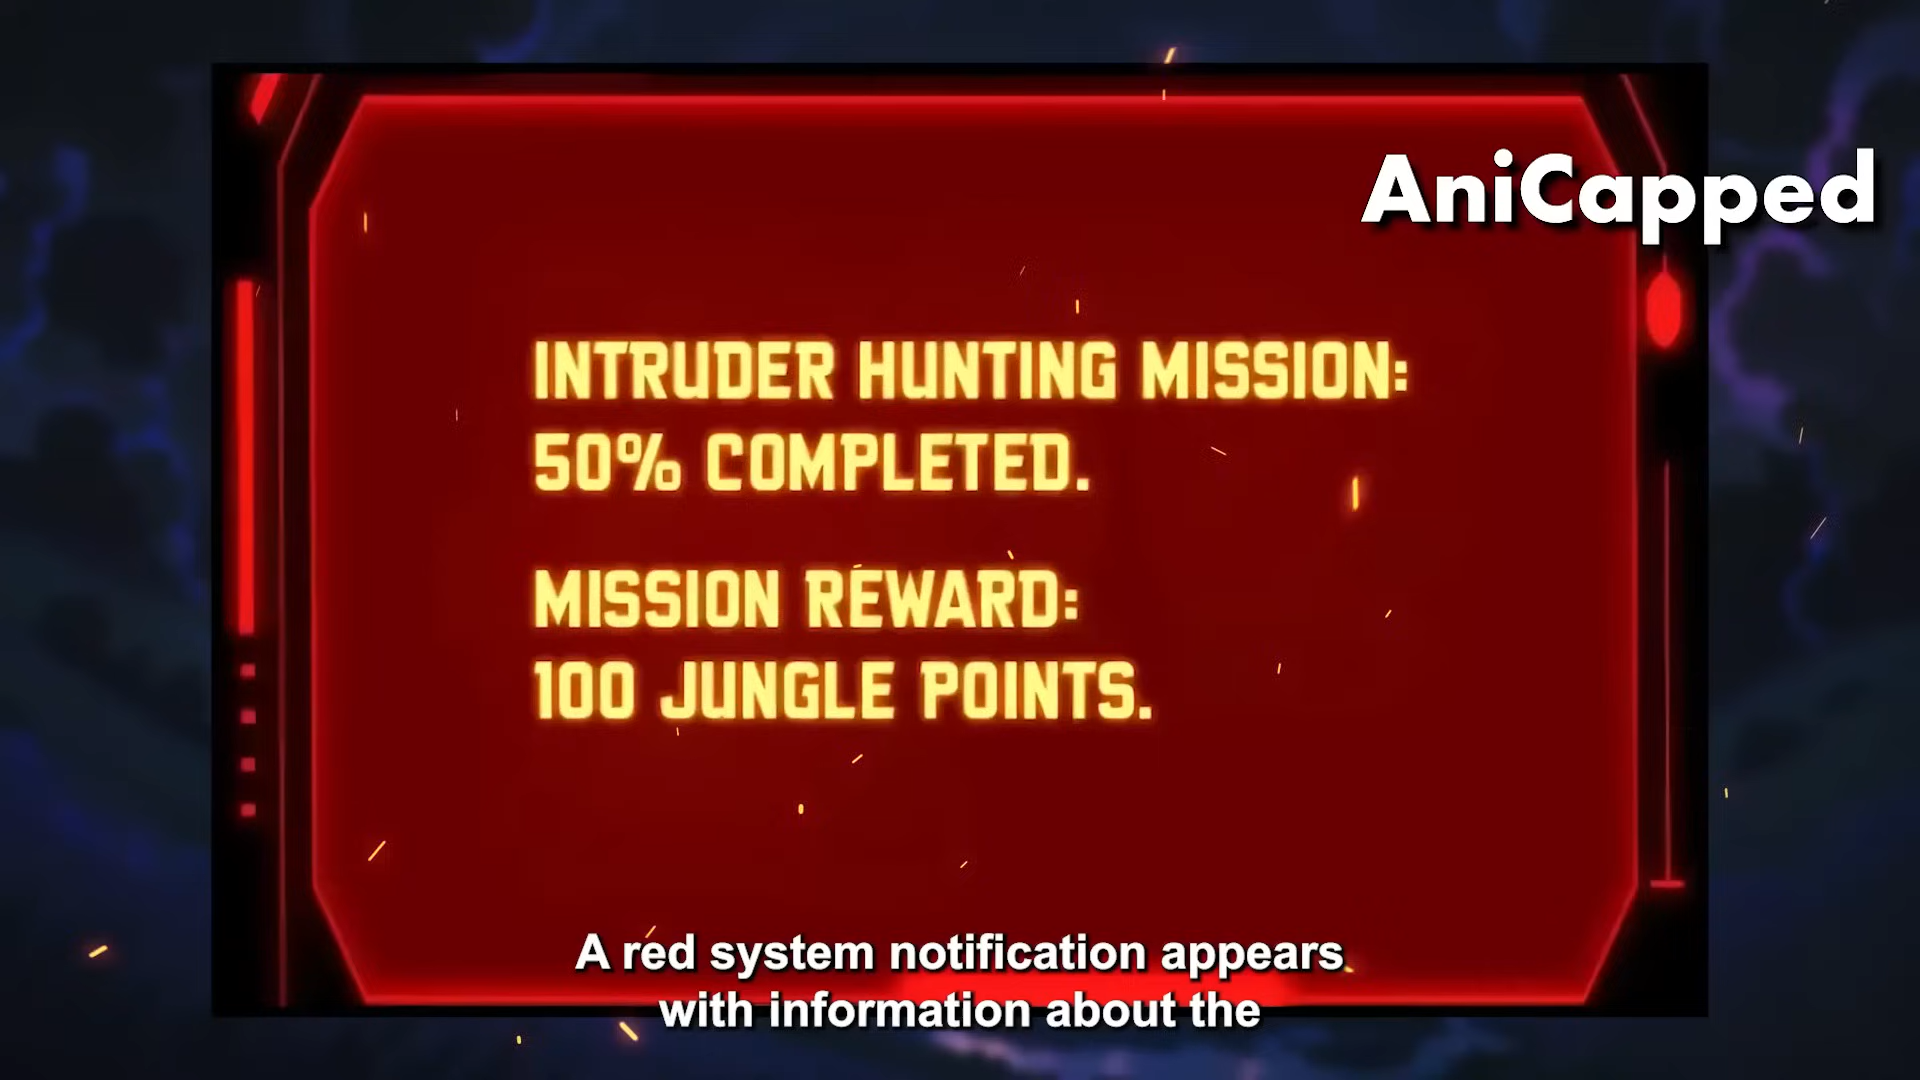 AniCapped
INTRUDER HUNTING MISSION:
50% COMPLETED.
MISSION REWARD:
100 JUNGLE POINTS.
A red system notification appears
with information about the